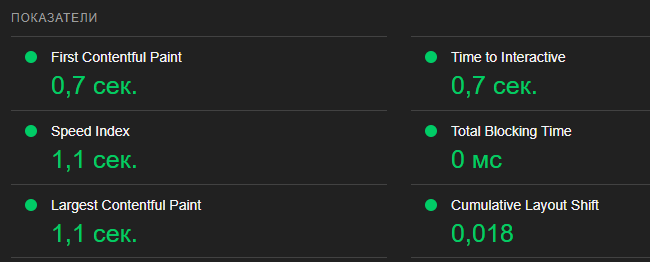 ПОКАЗАТЕЛИ
First Contentful Paint
0,7 сек.
Time to Interactive
0,7 сек.
Speed Index
1,1 сек.
Total Blocking Time
0 мс
Largest Contentful Paint
1,1 сек.
Cumulative Layout Shift
0,018